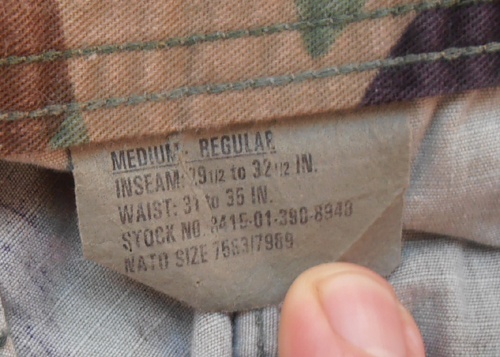 MEDIUM - REGULAR
INSEAM: 29 1/2 to 32 1/2 IN.
WAIST: 31 to 35 IN.
STOCK NO. 8415-01-390-8940
NATO SIZE 7583/7989